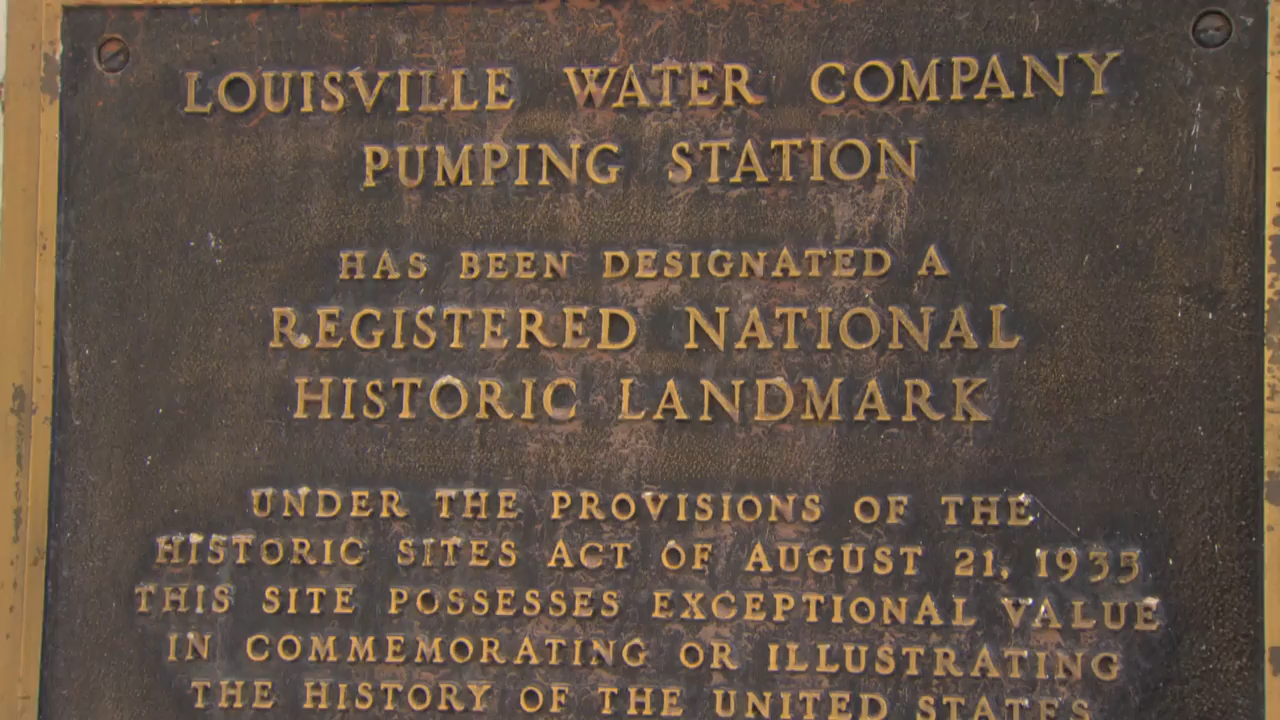 LOUISVILLE WATER COMPANY
PUMPING STATION
HAS BEEN DESIGNATED A
REGISTERED NATIONAL
HISTORIC LANDMARK
UNDER THE PROVISIONS OF THE
HISTORIC SITES ACT OF AUGUST 21, 1935
THIS SITE POSSESSES EXCEPTIONAL VALUE
IN COMMEMORATING OR ILLUSTRATING
THE HISTORY OF THE UNITED STATES